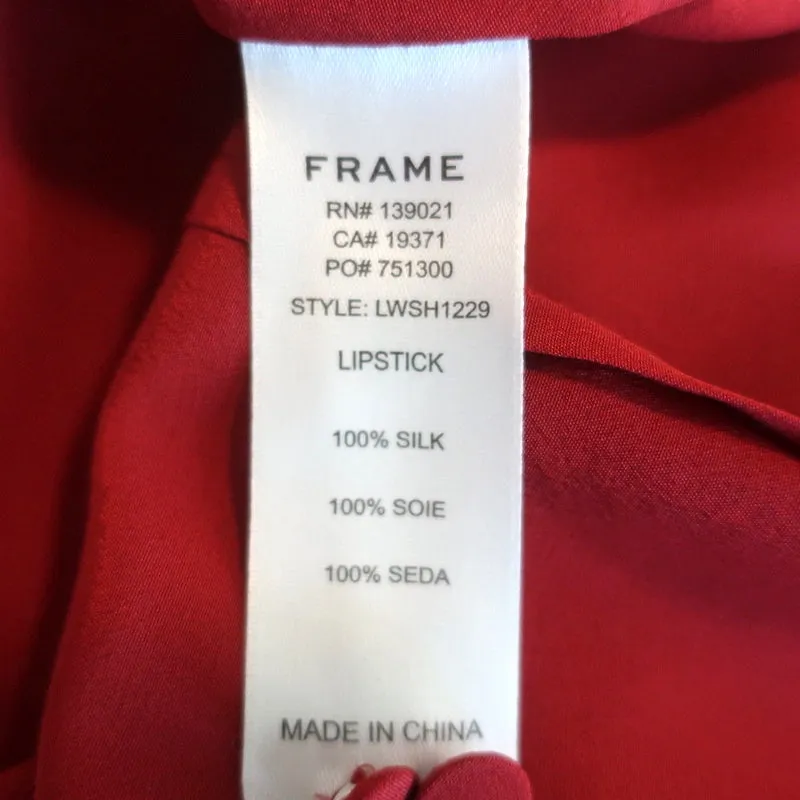 FRAME
RN# 139021
CA# 19371
PO# 751300
STYLE: LWSH1229
LIPSTICK
100% SILK
100% SOIE
100% SEDA
MADE IN CHINA